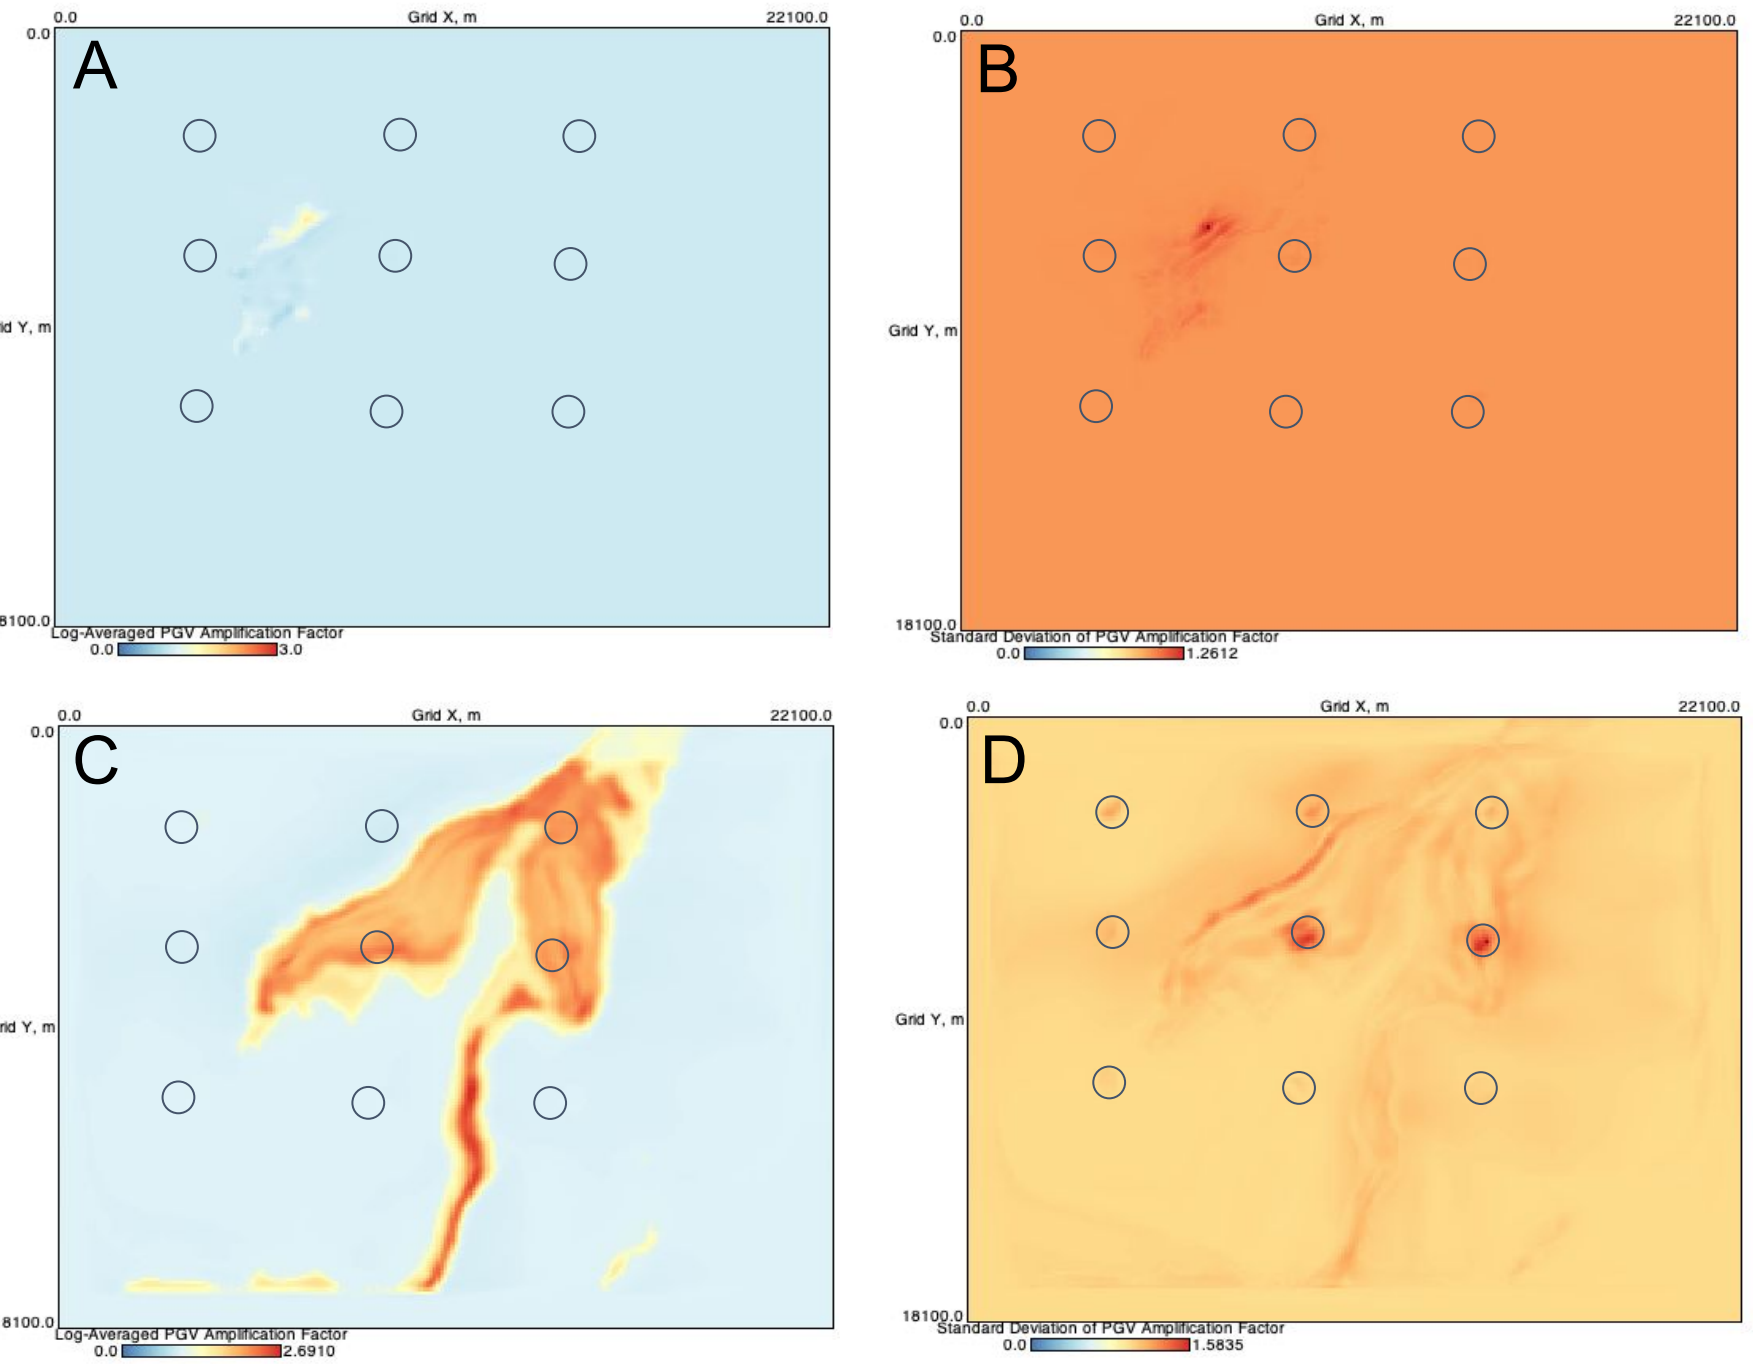 0.0 Grid X, m 22100.0
0.0
A
id Y, m
8100.0
Log-Averaged PGV Amplification Factor
0.0 3.0
0.0 Grid X, m 22100.0
0.0
B
Grid Y, m
18100.0
Standard Deviation of PGV Amplification Factor
0.0 1.2612
0.0 Grid X, m 22100.0
0.0
C
rid Y, m
8100.0
Log-Averaged PGV Amplification Factor
0.0 2.6910
0.0 Grid X, m 22100.0
0.0
D
Grid Y, m
18100.0
Standard Deviation of PGV Amplification Factor
0.0 1.5835